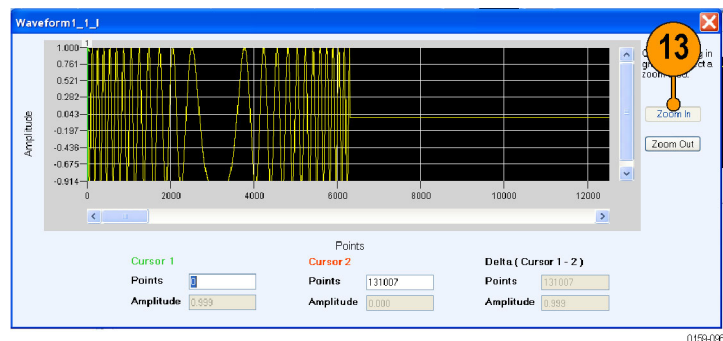 Waveform1_1_I
1
1.000
0.761
0.521
0.282
0.043
-0.197
-0.436
-0.675
-0.914
Amplitude
0
2000
4000
6000
8000
10000
12000
Points
13
in
zoom
Zoom In
Zoom Out
Cursor 1
Points 0
Amplitude 0.999
Cursor 2
Points 131007
Amplitude 0.000
Delta ( Cursor 1 - 2 )
Points 131007
Amplitude 0.999
0159-096